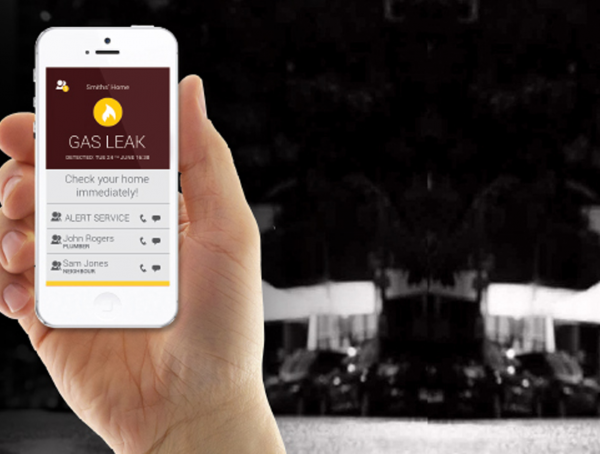 Smiths' Home
GAS LEAK
DETECTED: TUE 24TH JUNE 16:28
Check your home
immediately!
ALERT SERVICE
John Rogers
PLUMBER
Sam Jones
NEIGHBOUR